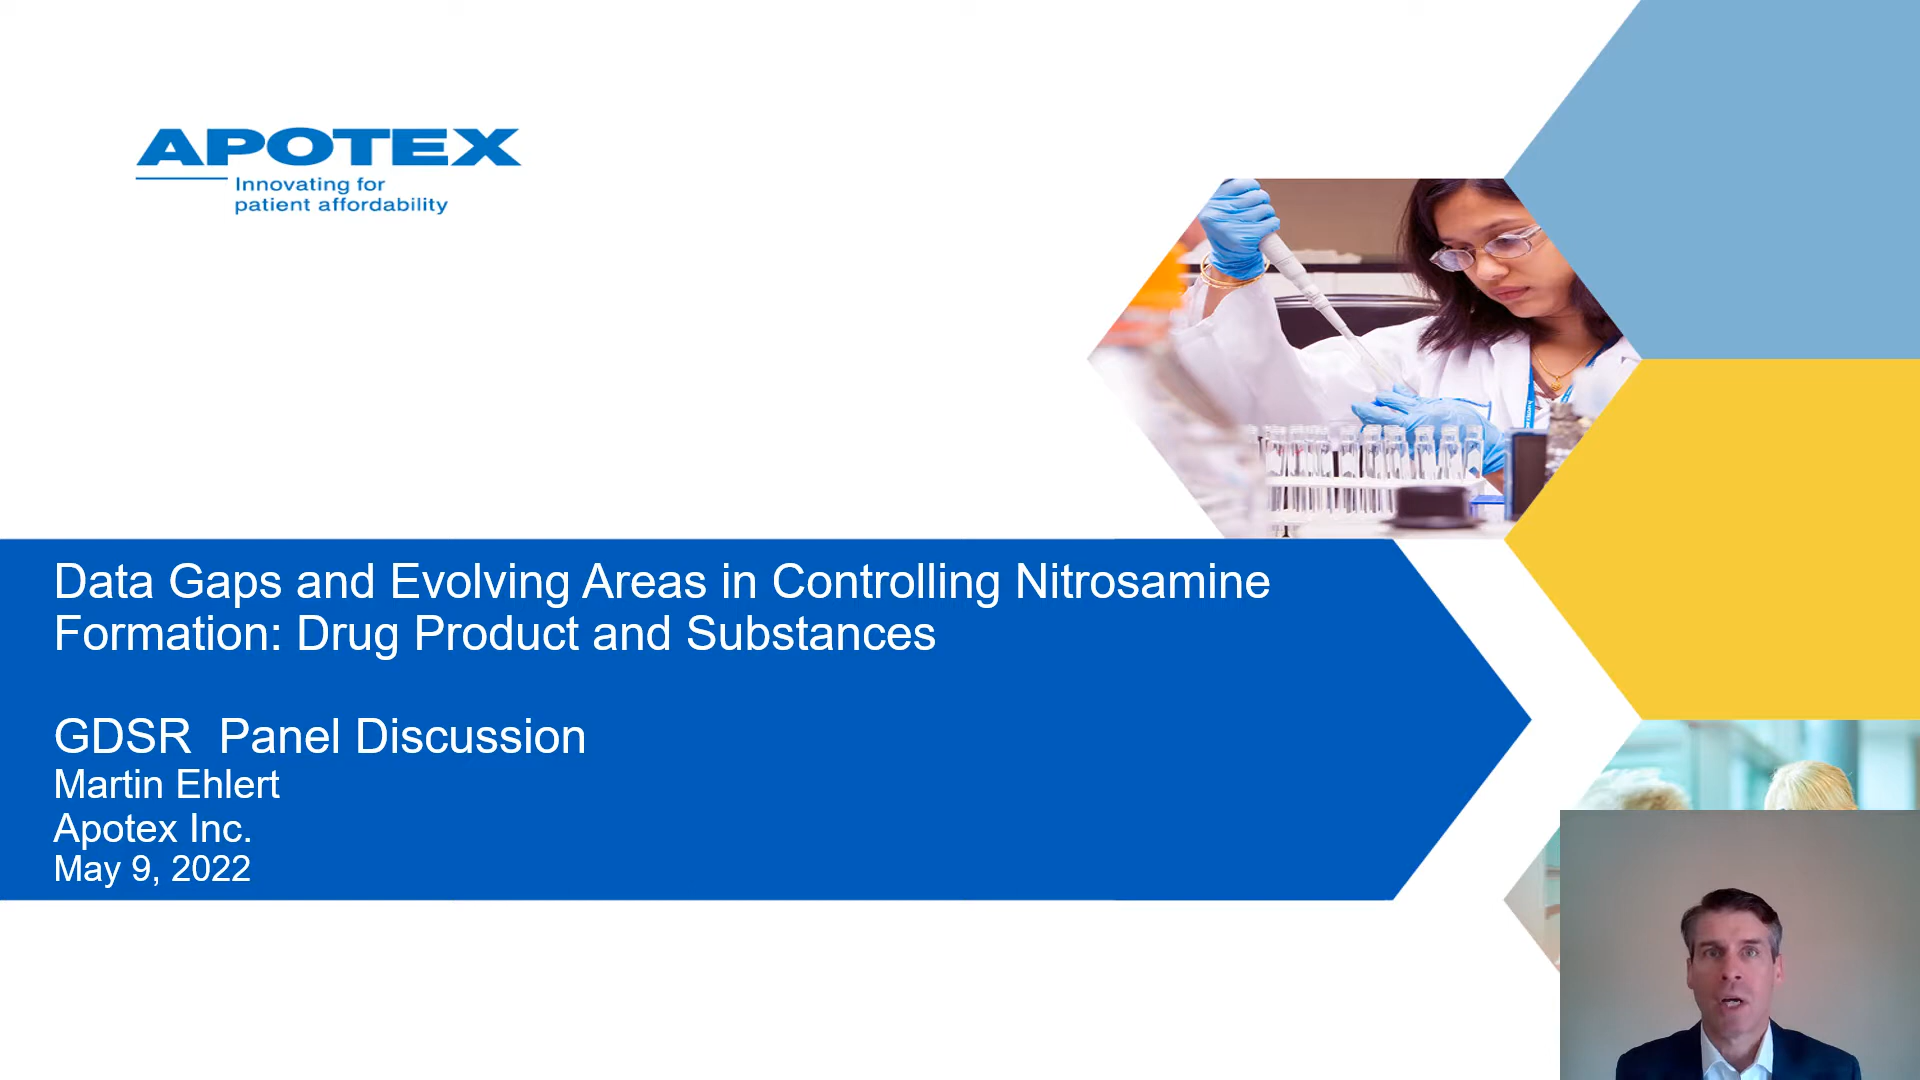 APOTEX
Innovating for
patient affordability
Data Gaps and Evolving Areas in Controlling Nitrosamine
Formation: Drug Product and Substances
GDSR  Panel Discussion
Martin Ehlert
Apotex Inc.
May 9, 2022